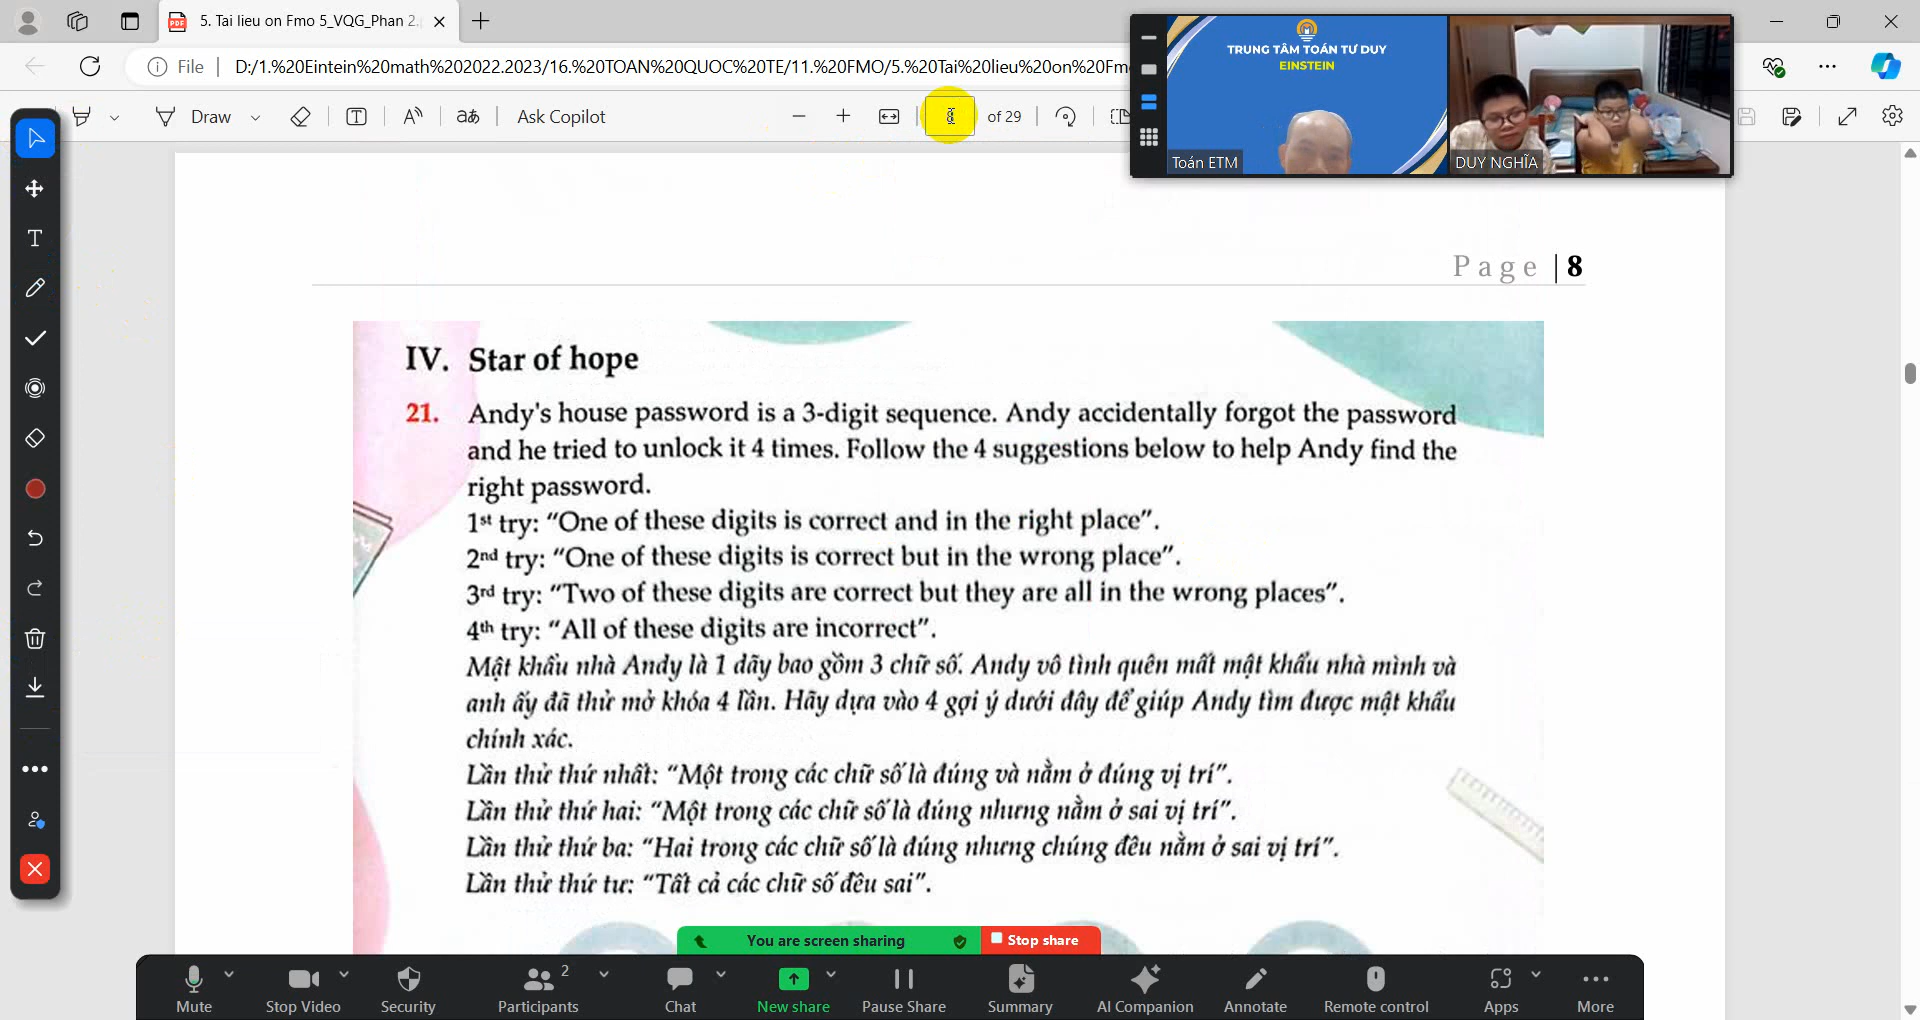 5. Tai lieu on Fmo 5_VQG_Phan 2.
File
D:/1.%20Eintein%20math%202022.2023/16.%20TOAN%20QUOC%20TE/11.%20FMO/5.%20Tai%20lieu%20on%20Fm
Draw
Ask Copilot
8 of 29
TRUNG TÂM TOÁN TƯ DUY
EINSTEIN
Toán ETM
DUY NGHĨA
Page | 8
IV. Star of hope
21. Andy's house password is a 3-digit sequence. Andy accidentally forgot the password
and he tried to unlock it 4 times. Follow the 4 suggestions below to help Andy find the
right password.
1st try: “One of these digits is correct and in the right place”.
2nd try: “One of these digits is correct but in the wrong place”.
3rd try: “Two of these digits are correct but they are all in the wrong places”.
4th try: “All of these digits are incorrect”.
Mật khẩu nhà Andy là 1 dãy bao gồm 3 chữ số. Andy vô tình quên mất mật khẩu nhà mình và
anh ấy đã thử mở khóa 4 lần. Hãy dựa vào 4 gợi ý dưới đây để giúp Andy tìm được mật khẩu
chính xác.
Lần thử thứ nhất: “Một trong các chữ số là đúng và nằm ở đúng vị trí”.
Lần thử thứ hai: “Một trong các chữ số là đúng nhưng nằm ở sai vị trí”.
Lần thử thứ ba: “Hai trong các chữ số là đúng nhưng chúng đều nằm ở sai vị trí”.
Lần thử thứ tư: “Tất cả các chữ số đều sai”.
You are screen sharing
Stop share
Mute
Stop Video
Security
Participants 2
Chat
New share
Pause Share
Summary
AI Companion
Annotate
Remote control
Apps
More